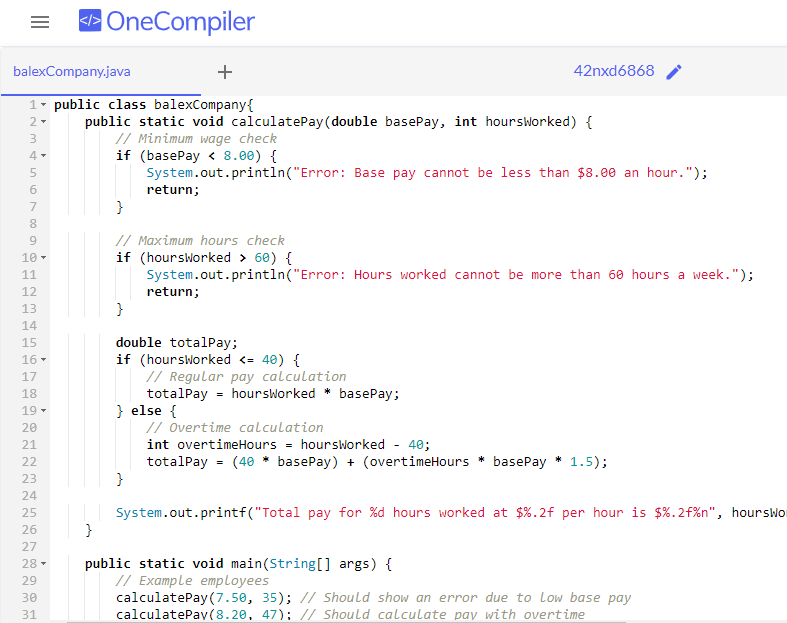 </> OneCompiler
balexCompany.java + 42nxd6868
1 public class balexCompany{
2 public static void calculatePay(double basePay, int hoursWorked) {
3 // Minimum wage check
4 if (basePay < 8.00) {
5 System.out.println("Error: Base pay cannot be less than $8.00 an hour.");
6 return;
7 }
8
9 // Maximum hours check
10 if (hoursWorked > 60) {
11 System.out.println("Error: Hours worked cannot be more than 60 hours a week.");
12 return;
13 }
14
15 double totalPay;
16 if (hoursWorked <= 40) {
17 // Regular pay calculation
18 totalPay = hoursWorked * basePay;
19 } else {
20 // Overtime calculation
21 int overtimeHours = hoursWorked - 40;
22 totalPay = (40 * basePay) + (overtimeHours * basePay * 1.5);
23 }
24
25 System.out.printf("Total pay for %d hours worked at $%.2f per hour is $%.2f%n", hoursWo
26 }
27
28 public static void main(String[] args) {
29 // Example employees
30 calculatePay(7.50, 35); // Should show an error due to low base pay
31 calculatePay(8.20, 47); // Should calculate pay with overtime